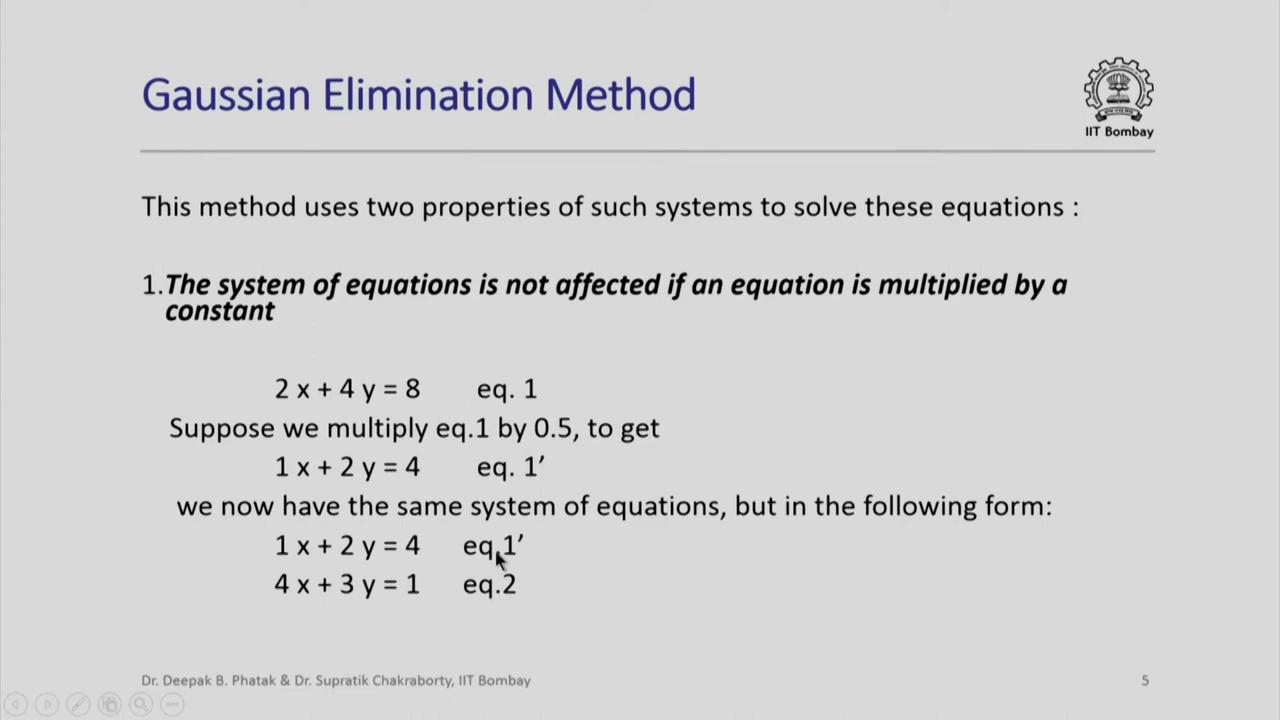 Gaussian Elimination Method
IIT Bombay
This method uses two properties of such systems to solve these equations :
1.The system of equations is not affected if an equation is multiplied by a
constant
2 x + 4 y = 8 eq. 1
Suppose we multiply eq.1 by 0.5, to get
1 x + 2 y = 4 eq. 1′
we now have the same system of equations, but in the following form:
1 x + 2 y = 4 eq.1′
4 x + 3 y = 1 eq.2
Dr. Deepak B. Phatak & Dr. Supratik Chakraborty, IIT Bombay 5